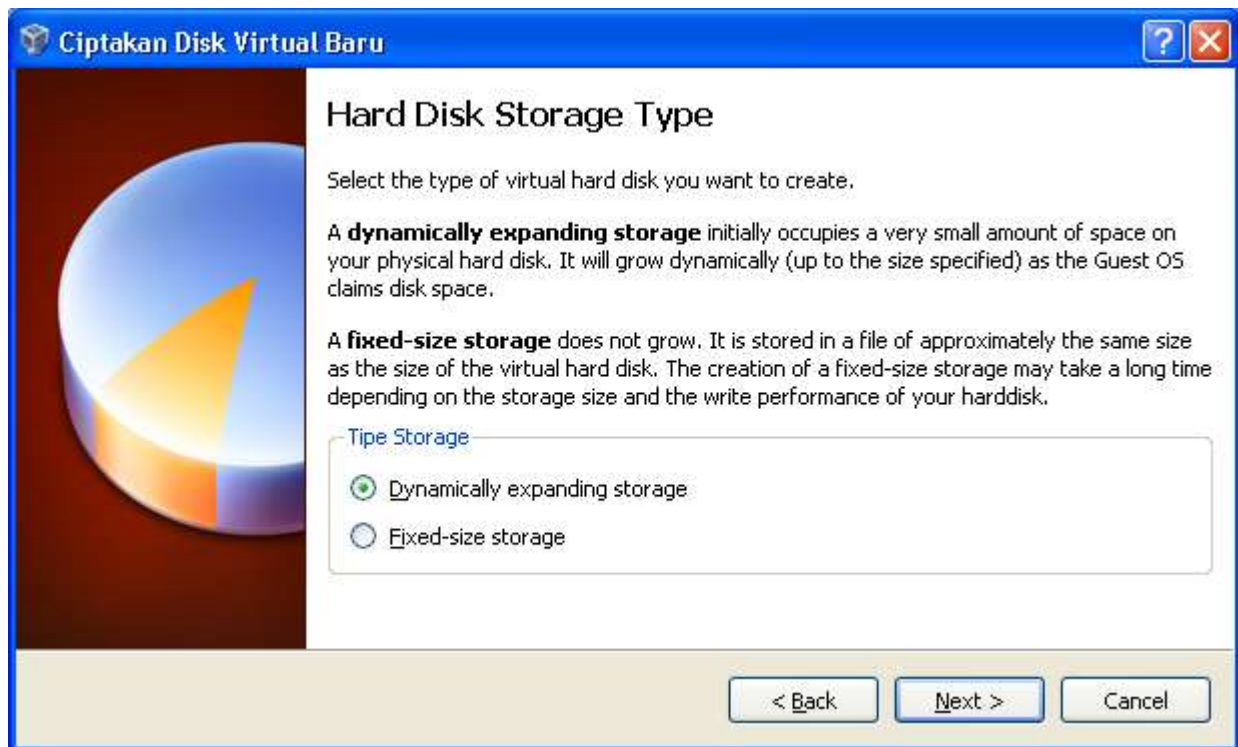 Ciptakan Disk Virtual Baru
Hard Disk Storage Type
Select the type of virtual hard disk you want to create.
A dynamically expanding storage initially occupies a very small amount of space on
your physical hard disk. It will grow dynamically (up to the size specified) as the Guest OS
claims disk space.
A fixed-size storage does not grow. It is stored in a file of approximately the same size
as the size of the virtual hard disk. The creation of a fixed-size storage may take a long time
depending on the storage size and the write performance of your harddisk.
Tipe Storage
Dynamically expanding storage
Fixed-size storage
< Back Next > Cancel